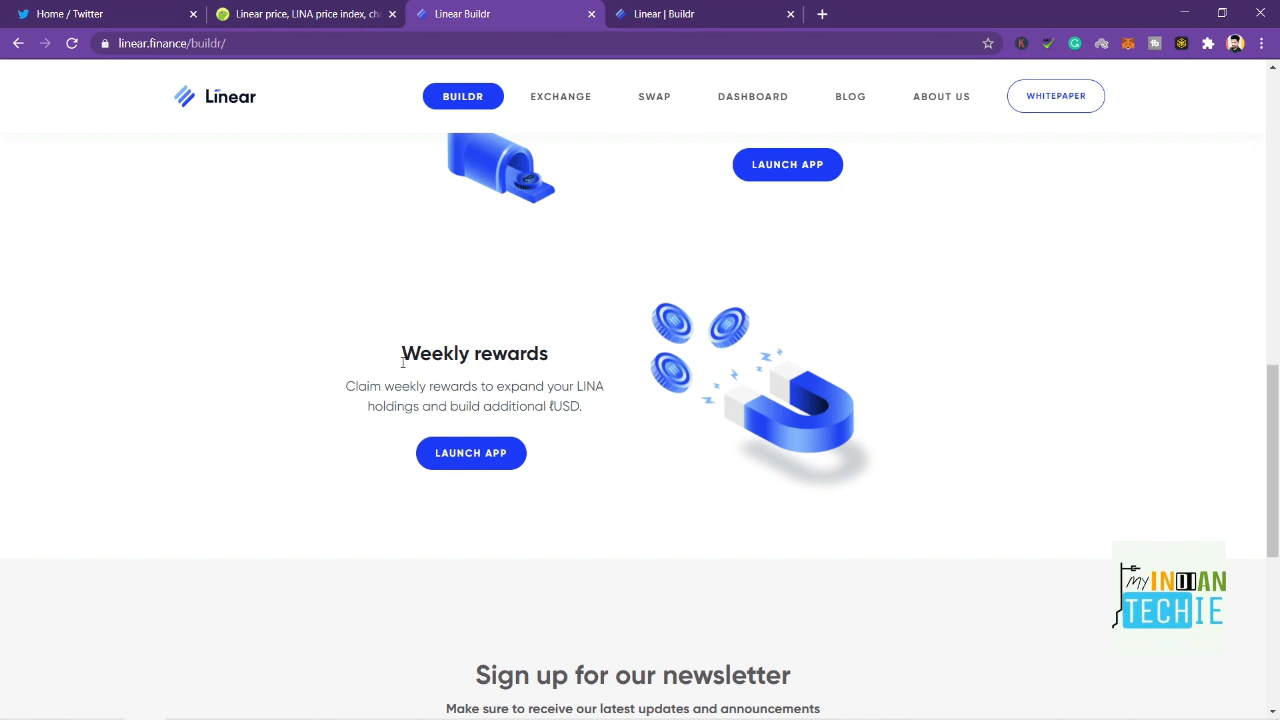 Home / Twitter
Linear price, LINA price index, ch
Linear Buildr
Linear | Buildr
linear.finance/buildr/
Linear
BUILDR
EXCHANGE
SWAP
DASHBOARD
BLOG
ABOUT US
WHITEPAPER
LAUNCH APP
Weekly rewards
Claim weekly rewards to expand your LINA
holdings and build additional ℓUSD.
LAUNCH APP
MY INDIAN
TECHIE
Sign up for our newsletter
Make sure to receive our latest updates and announcements